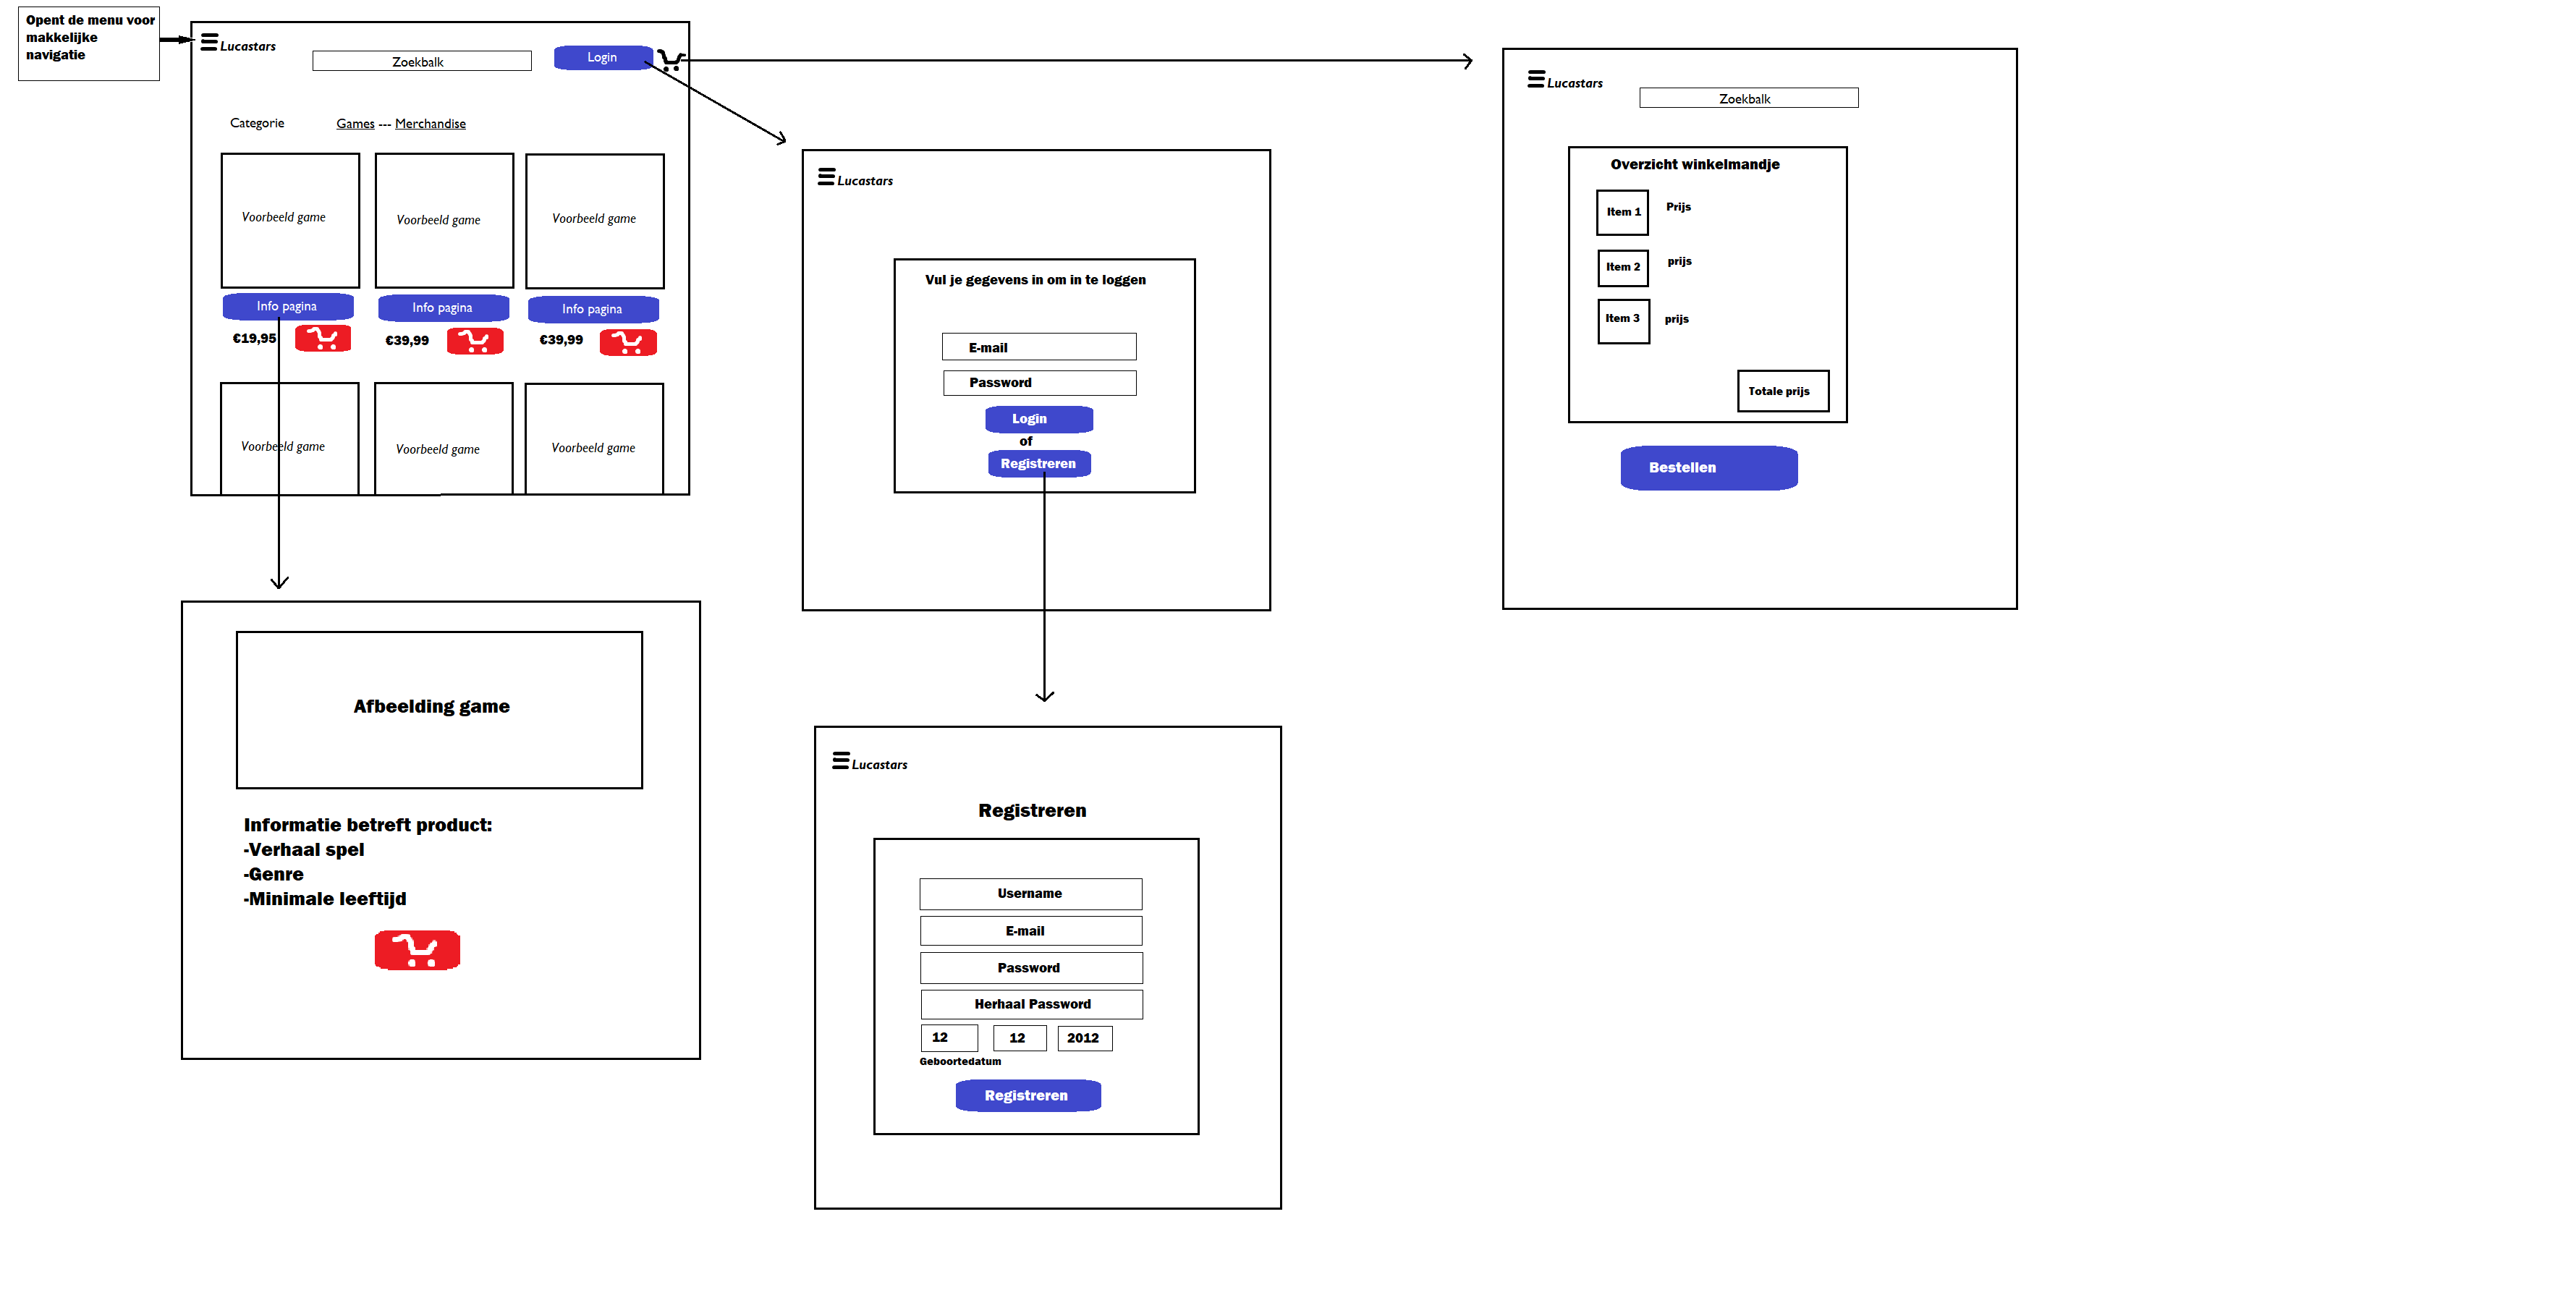 Opent de menu voor
makkelijke
navigatie
Lucastars
Zoekbalk
Login
Categorie
Games --- Merchandise
Voorbeeld game
Voorbeeld game
Voorbeeld game
Info pagina
Info pagina
Info pagina
€19,95
€39,99
€39,99
Voorbeeld game
Voorbeeld game
Voorbeeld game
Afbeelding game
Informatie betreft product:
-Verhaal spel
-Genre
-Minimale leeftijd
Lucastars
Vul je gegevens in om in te loggen
E-mail
Password
Login
of
Registreren
Lucastars
Registreren
Username
E-mail
Password
Herhaal Password
12 12 2012
Geboortedatum
Registreren
Lucastars
Zoekbalk
Overzicht winkelmandje
Item 1 Prijs
Item 2 prijs
Item 3 prijs
Totale prijs
Bestellen